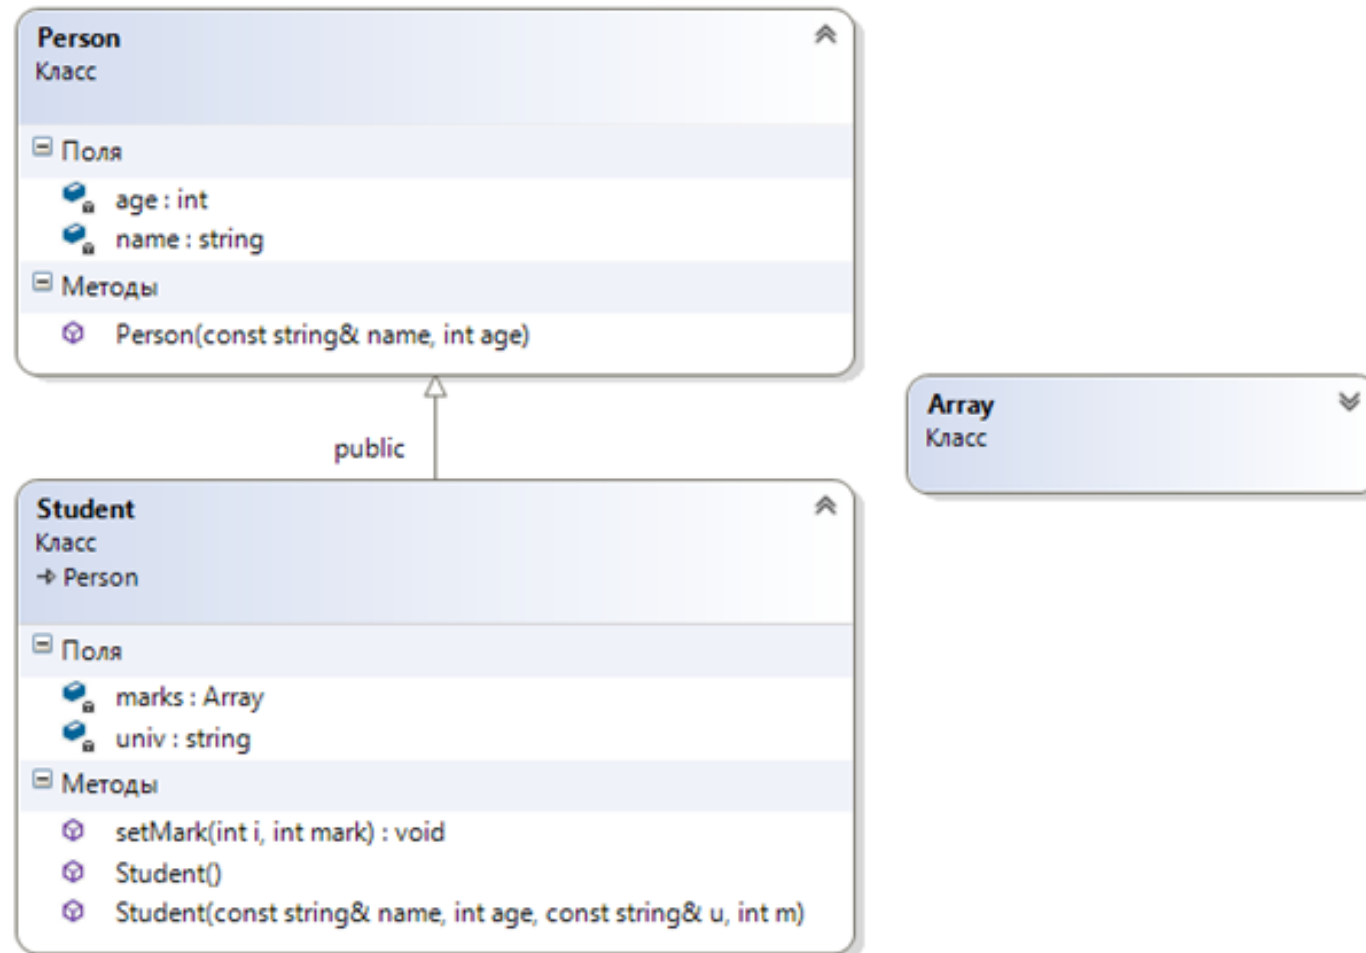 Person
Класс
Поля
age : int
name : string
Методы
Person(const string& name, int age)
public
Array
Класс
Student
Класс
Person
Поля
marks : Array
univ : string
Методы
setMark(int i, int mark) : void
Student()
Student(const string& name, int age, const string& u, int m)